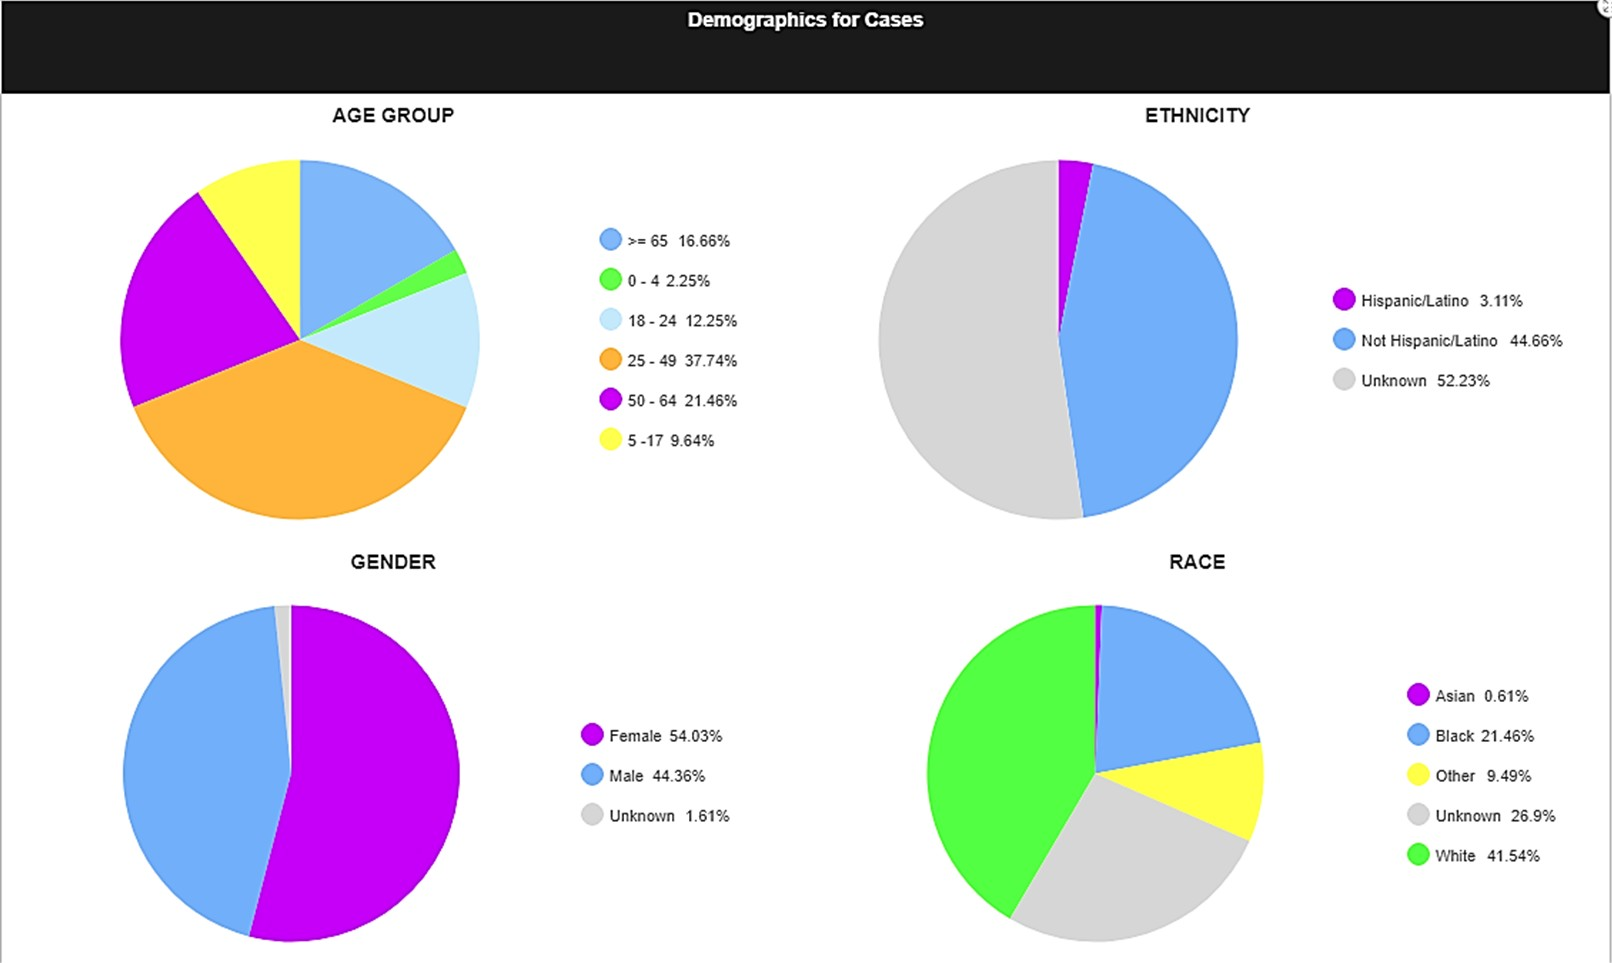 Demographics for Cases
AGE GROUP
>= 65 16.66%
0 - 4 2.25%
18 - 24 12.25%
25 - 49 37.74%
50 - 64 21.46%
5 -17 9.64%
ETHNICITY
Hispanic/Latino 3.11%
Not Hispanic/Latino 44.66%
Unknown 52.23%
GENDER
Female 54.03%
Male 44.36%
Unknown 1.61%
RACE
Asian 0.61%
Black 21.46%
Other 9.49%
Unknown 26.9%
White 41.54%